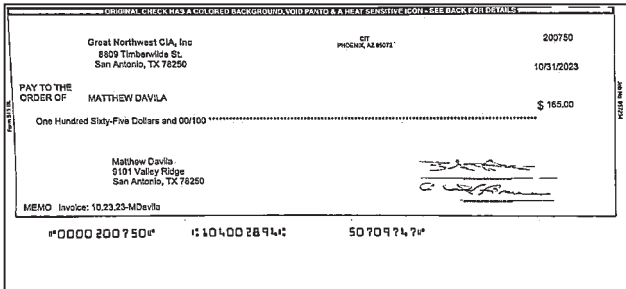 ORIGINAL CHECK HAS A COLORED BACKGROUND, VOID PANTO & A HEAT SENSITIVE ICON - SEE BACK FOR DETAILS
Great Northwest CIA, Inc
8809 Timberwilde St.
San Antonio, TX 78250
CIT
PHOENIX, AZ 85072
200750
10/31/2023
PAY TO THE
ORDER OF MATTHEW DAVILA
$ 165.00
One Hundred Sixty-Five Dollars and 00/100
Matthew Davila
9101 Valley Ridge
San Antonio, TX 78250
MEMO Invoice: 10.23.23-MDavila
⑈0000200750⑈ ⑆104002894⑆ 50709747⑈